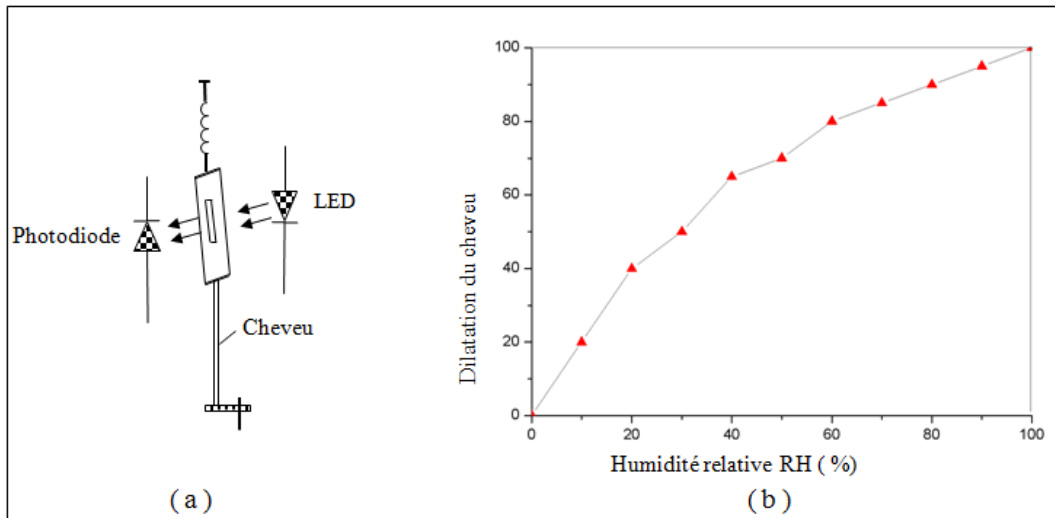 LED
Photodiode
Cheveu
( a )
100
80
60
40
20
0
Dilatation du cheveu
0 20 40 60 80 100
Humidité relative RH ( %)
( b )